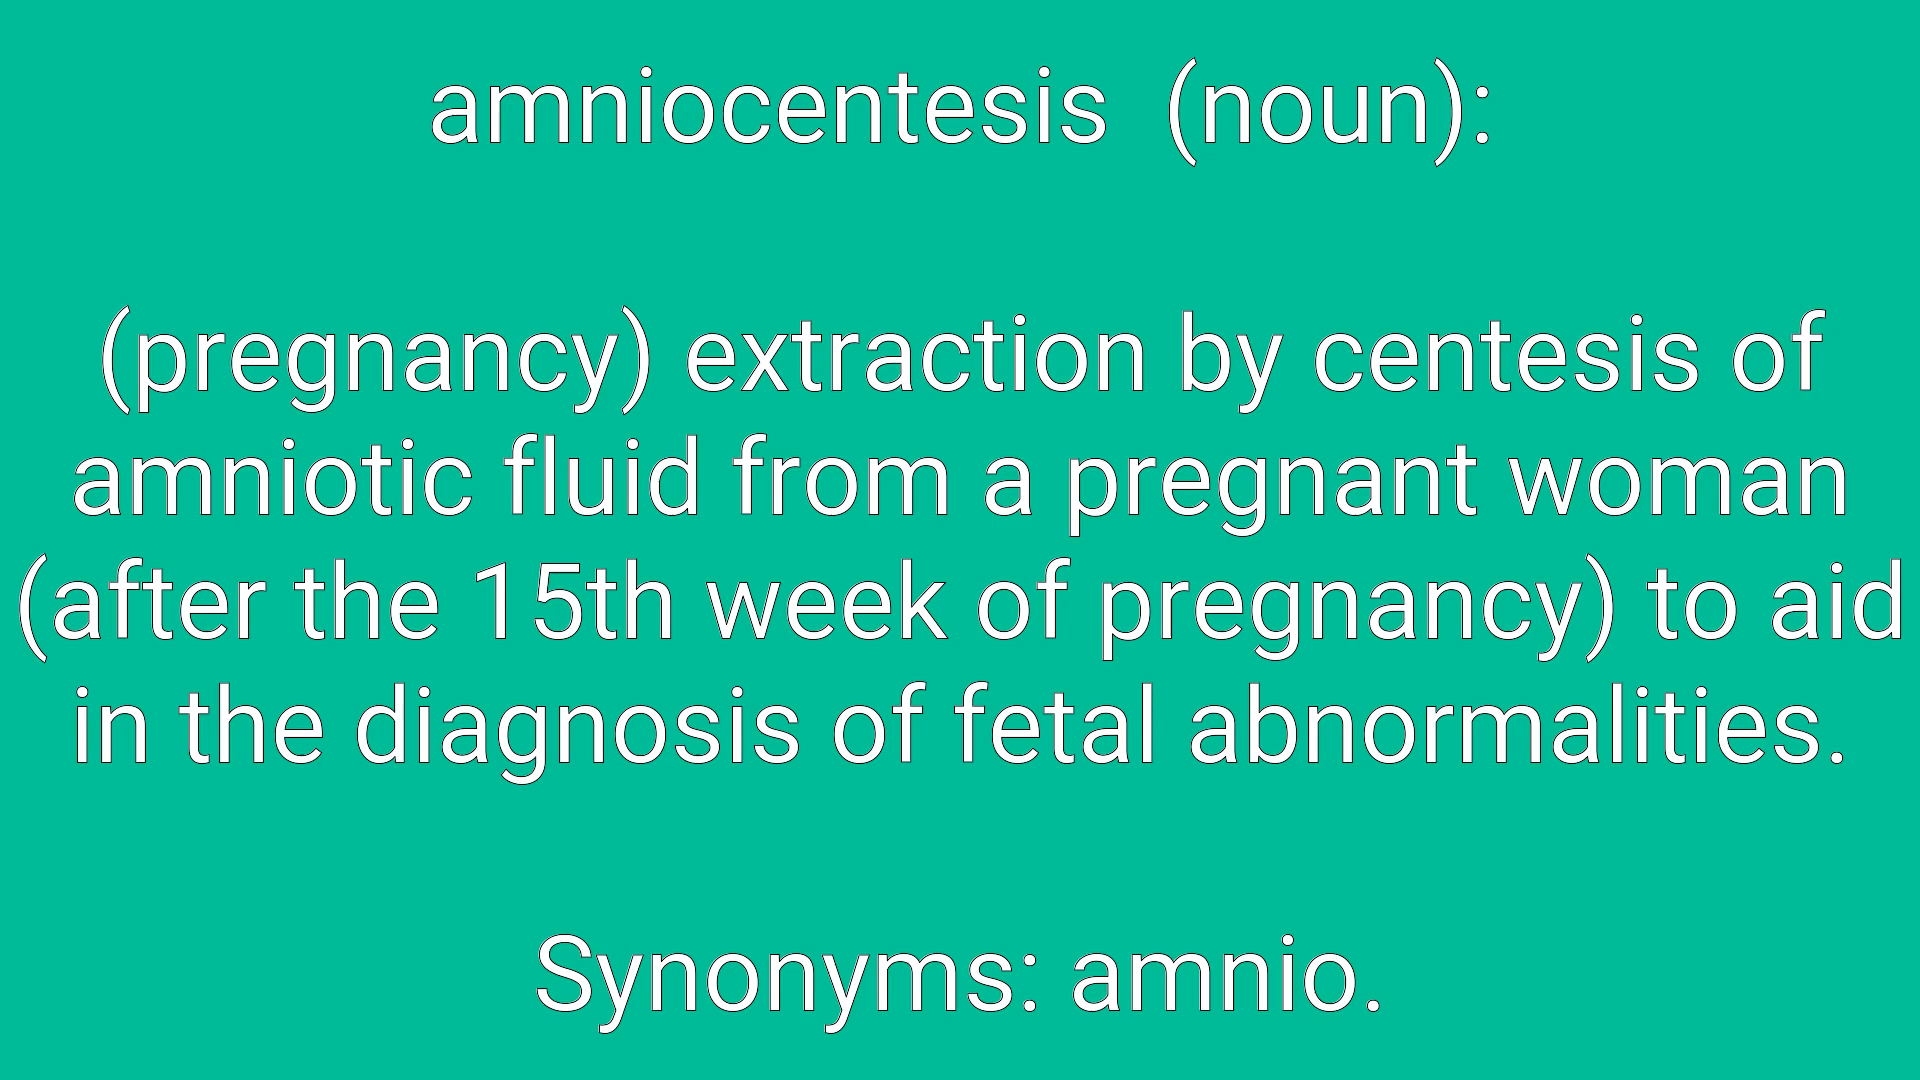 amniocentesis  (noun):
(pregnancy) extraction by centesis of
amniotic fluid from a pregnant woman
(after the 15th week of pregnancy) to aid
in the diagnosis of fetal abnormalities.
Synonyms: amnio.